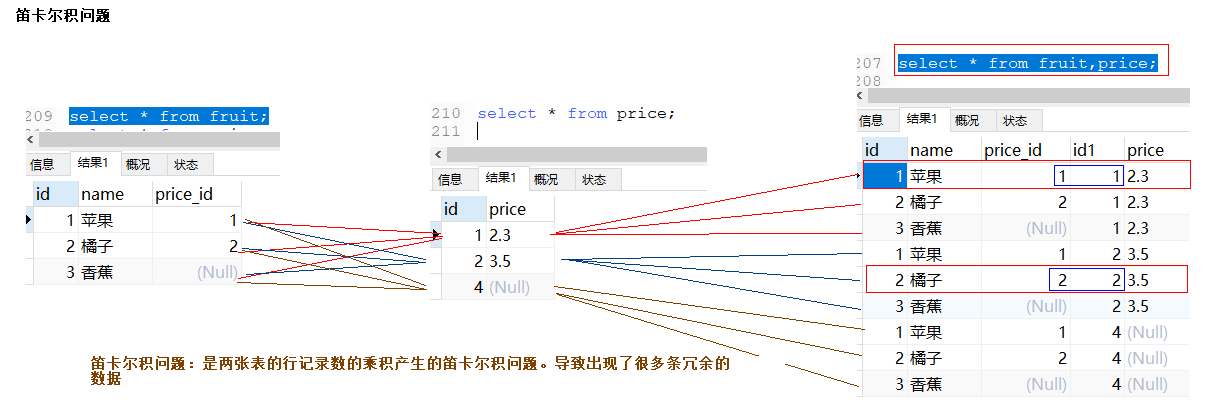 笛卡尔积问题
209 select * from fruit;
信息 结果1 概况 状态
id name price_id
1 苹果 1
2 橘子 2
3 香蕉 (Null)
210 select * from price;
211
信息 结果1 概况 状态
id price
1 2.3
2 3.5
4 (Null)
207 select * from fruit,price;
208
信息 结果1 概况 状态
id name price_id id1 price
1 苹果 1 1 2.3
2 橘子 2 1 2.3
3 香蕉 (Null) 1 2.3
1 苹果 1 2 3.5
2 橘子 2 2 3.5
3 香蕉 (Null) 2 3.5
1 苹果 1 4 (Null)
2 橘子 2 4 (Null)
3 香蕉 (Null) 4 (Null)
笛卡尔积问题：是两张表的行记录数的乘积产生的笛卡尔积问题。导致出现了很多条冗余的
数据